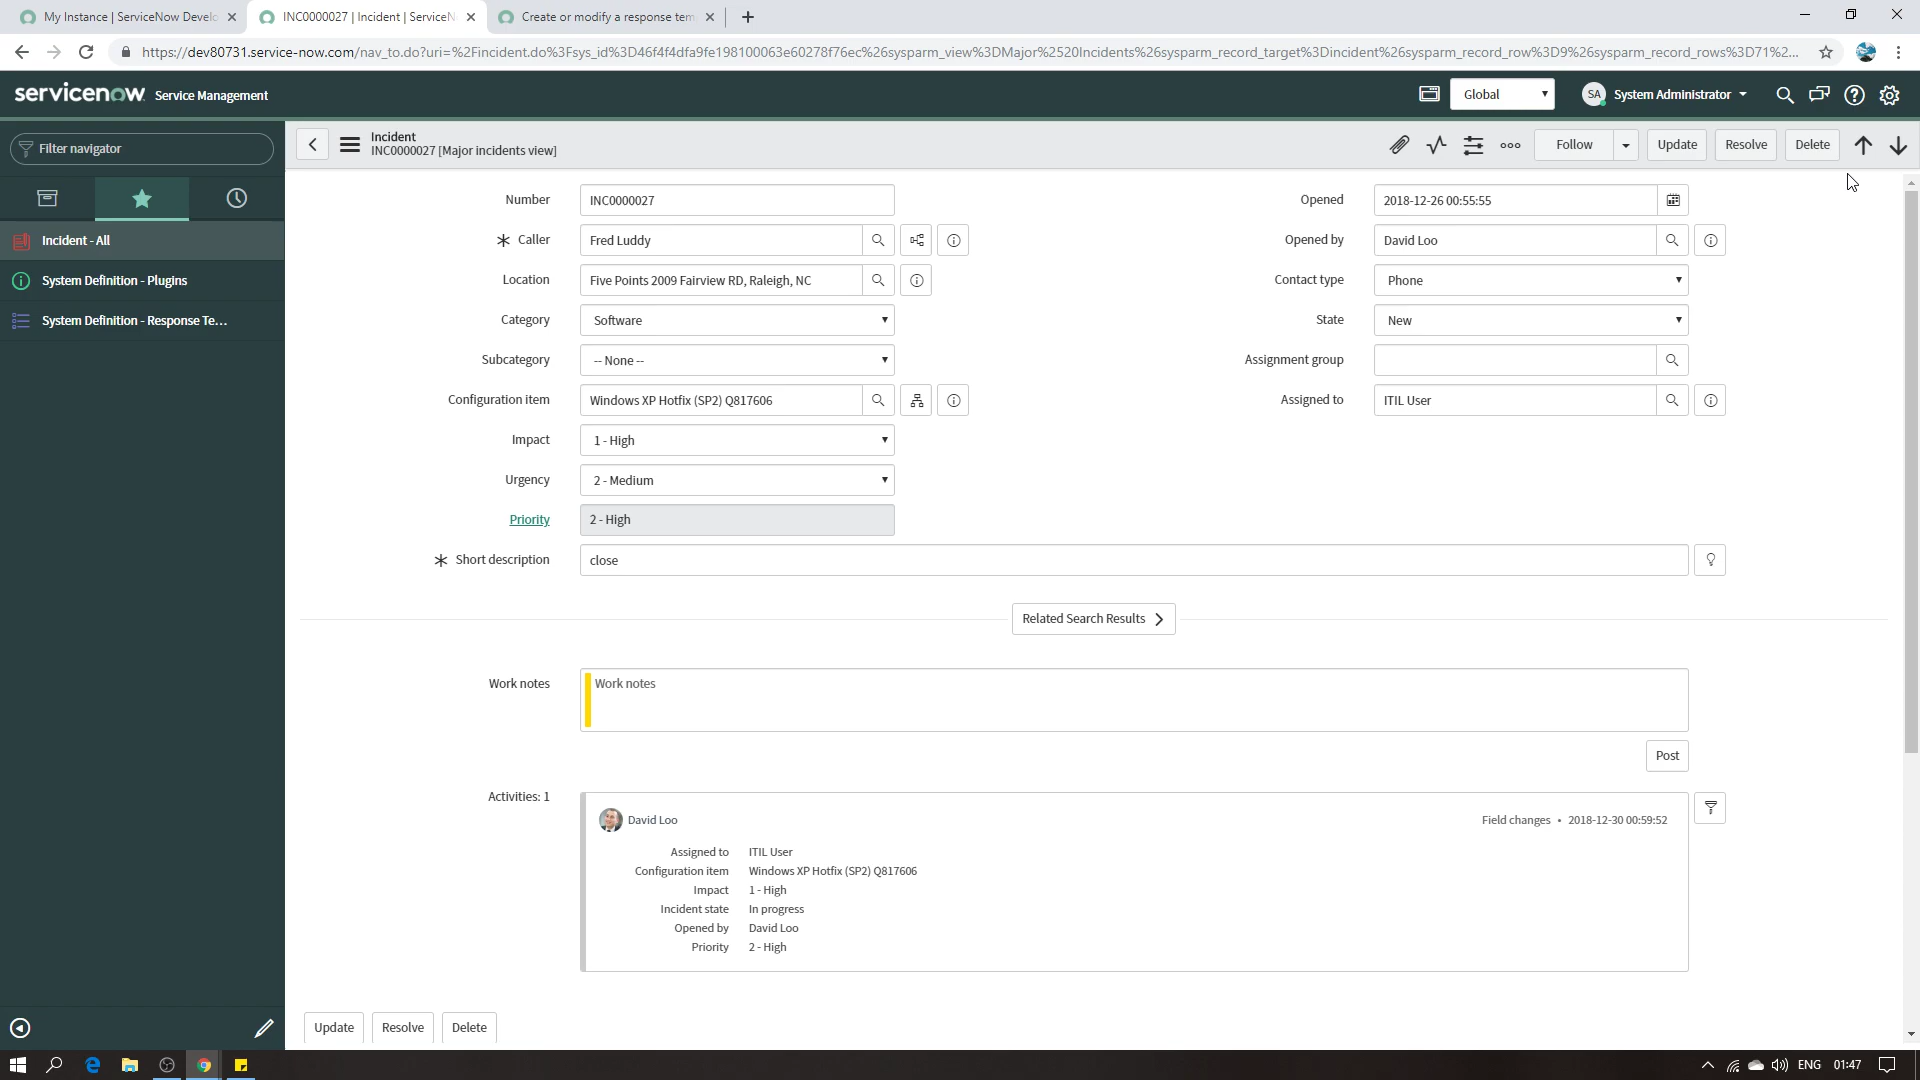 My Instance | ServiceNow Develo
INC0000027 | Incident | ServiceN
Create or modify a response tem
https://dev80731.service-now.com/nav_to.do?uri=%2Fincident.do%3Fsys_id%3D46f4f4dfa9fe198100063e60278f76ec%26sysparm_view%3DMajor%2520Incidents%26sysparm_record_target%3Dincident%26sysparm_record_row%3D9%26sysparm_record_rows%3D71%2...
servicenow Service Management
Global
SA System Administrator
Filter navigator
Incident
INC0000027 [Major incidents view]
Follow
Update
Resolve
Delete
Incident - All
System Definition - Plugins
System Definition - Response Te...
Number INC0000027
Opened 2018-12-26 00:55:55
Caller Fred Luddy
Opened by David Loo
Location Five Points 2009 Fairview RD, Raleigh, NC
Contact type Phone
Category Software
State New
Subcategory -- None --
Assignment group
Configuration item Windows XP Hotfix (SP2) Q817606
Assigned to ITIL User
Impact 1 - High
Urgency 2 - Medium
Priority 2 - High
Short description close
Related Search Results
Work notes Work notes
Post
Activities: 1
David Loo
Field changes • 2018-12-30 00:59:52
Assigned to ITIL User
Configuration item Windows XP Hotfix (SP2) Q817606
Impact 1 - High
Incident state In progress
Opened by David Loo
Priority 2 - High
Update Resolve Delete
ENG 01:47